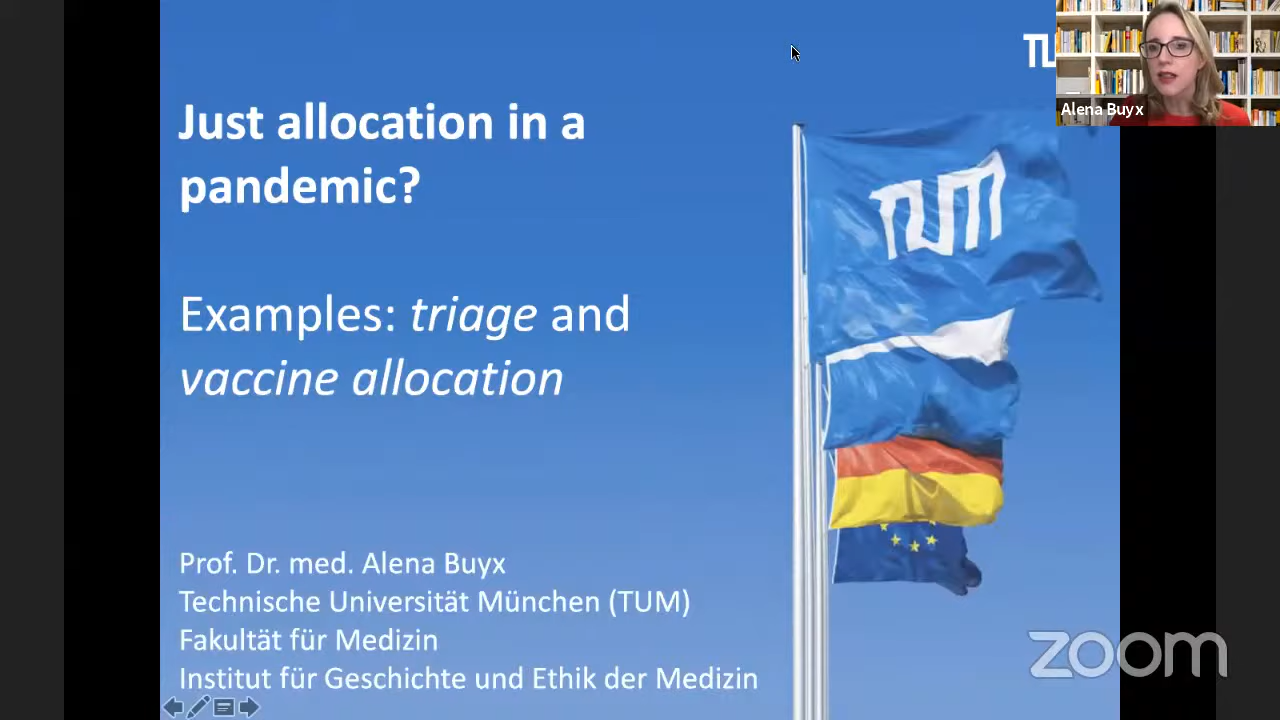 Just allocation in a
pandemic?
Examples: triage and
vaccine allocation
Prof. Dr. med. Alena Buyx
Technische Universität München (TUM)
Fakultät für Medizin
Institut für Geschichte und Ethik der Medizin
TUM
Alena Buyx
zoom